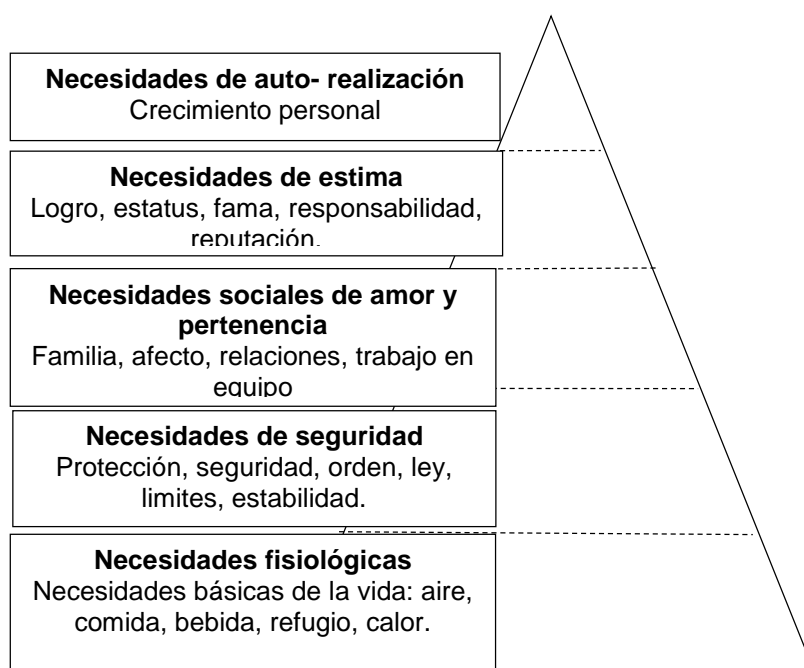 Necesidades de auto- realización
Crecimiento personal
Necesidades de estima
Logro, estatus, fama, responsabilidad,
reputación.
Necesidades sociales de amor y
pertenencia
Familia, afecto, relaciones, trabajo en
equipo
Necesidades de seguridad
Protección, seguridad, orden, ley,
limites, estabilidad.
Necesidades fisiológicas
Necesidades básicas de la vida: aire,
comida, bebida, refugio, calor.